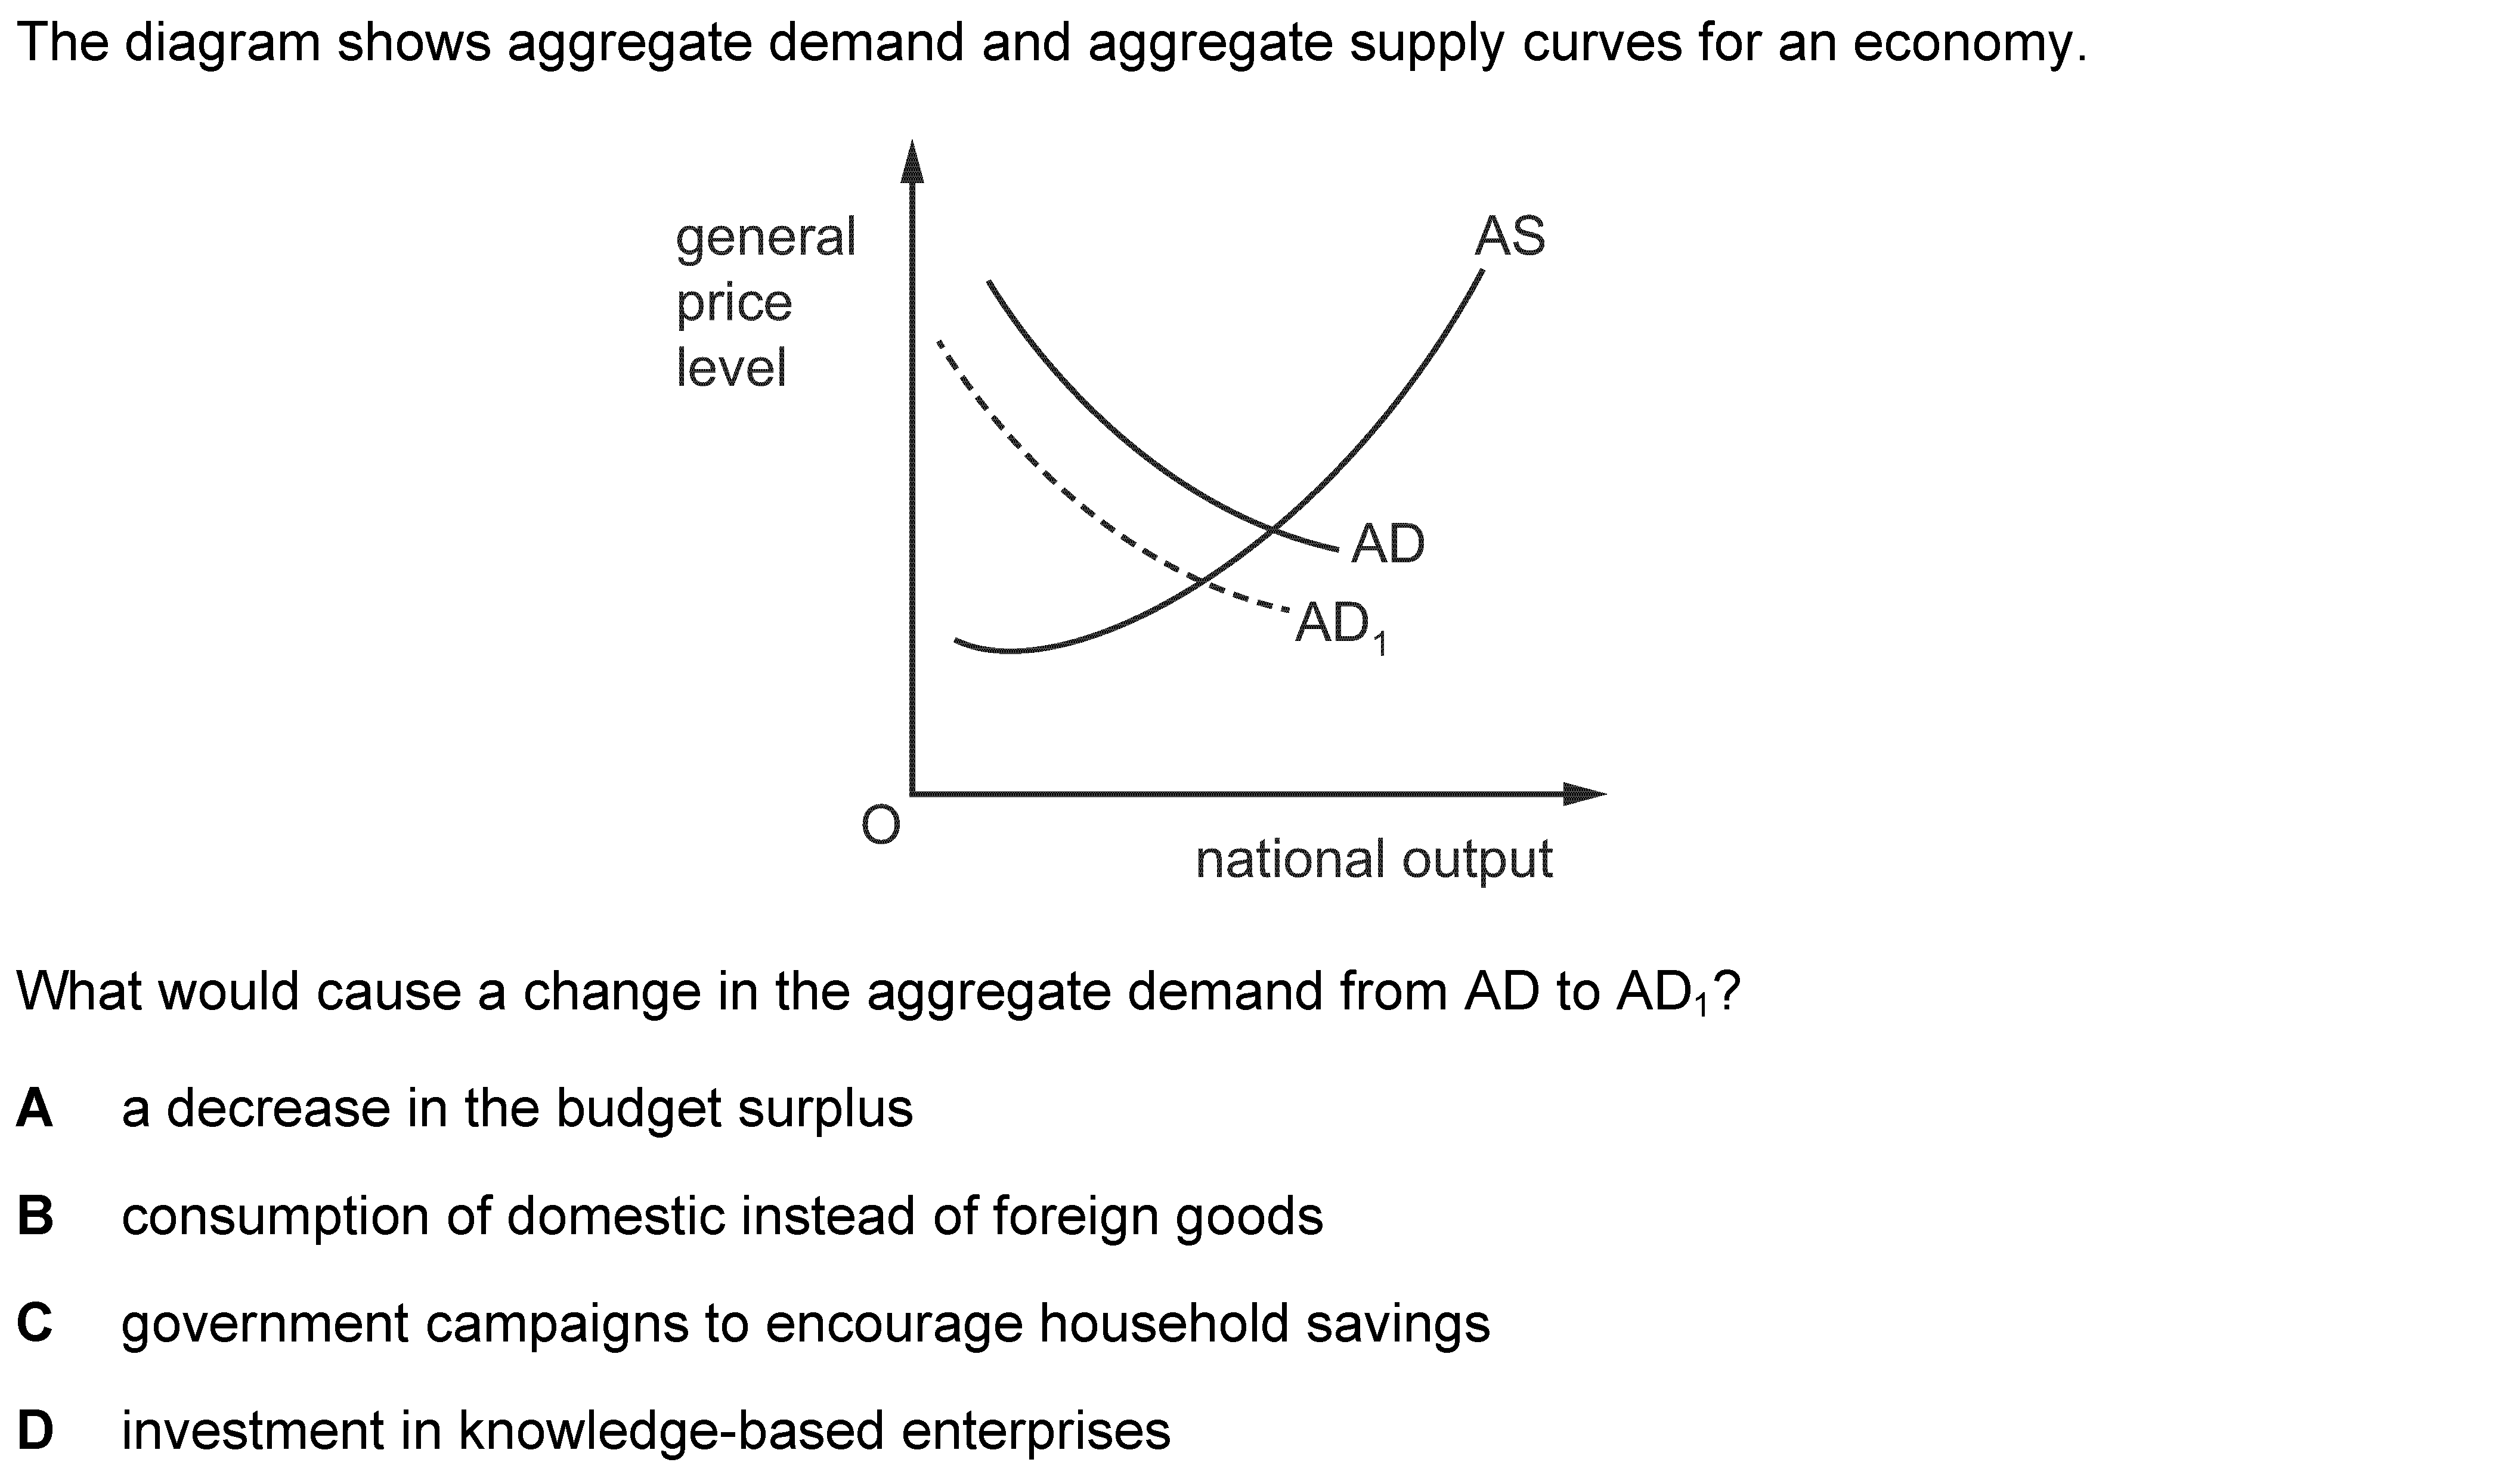 The diagram shows aggregate demand and aggregate supply curves for an economy.
general
price
level
AS
AD
AD₁
O
national output
What would cause a change in the aggregate demand from AD to AD₁?
A a decrease in the budget surplus
B consumption of domestic instead of foreign goods
C government campaigns to encourage household savings
D investment in knowledge-based enterprises